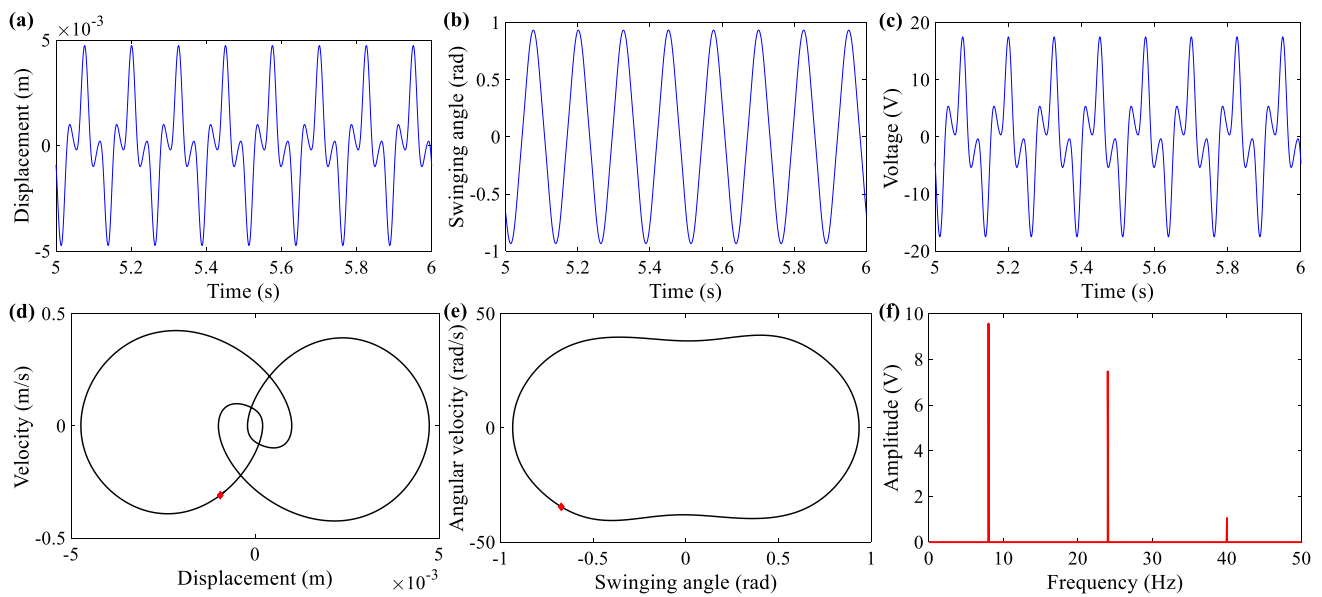 (a)
×10⁻³
Displacement (m)
5
0
-5
5 5.2 5.4 5.6 5.8 6
Time (s)
(b)
Swinging angle (rad)
1
0.5
0
-0.5
-1
5 5.2 5.4 5.6 5.8 6
Time (s)
(c)
Voltage (V)
20
10
0
-10
-20
5 5.2 5.4 5.6 5.8 6
Time (s)
(d)
Velocity (m/s)
0.5
0
-0.5
-5 0 5
Displacement (m)
×10⁻³
(e)
Angular velocity (rad/s)
50
0
-50
-1 -0.5 0 0.5 1
Swinging angle (rad)
(f)
Amplitude (V)
10
8
6
4
2
0
0 10 20 30 40 50
Frequency (Hz)